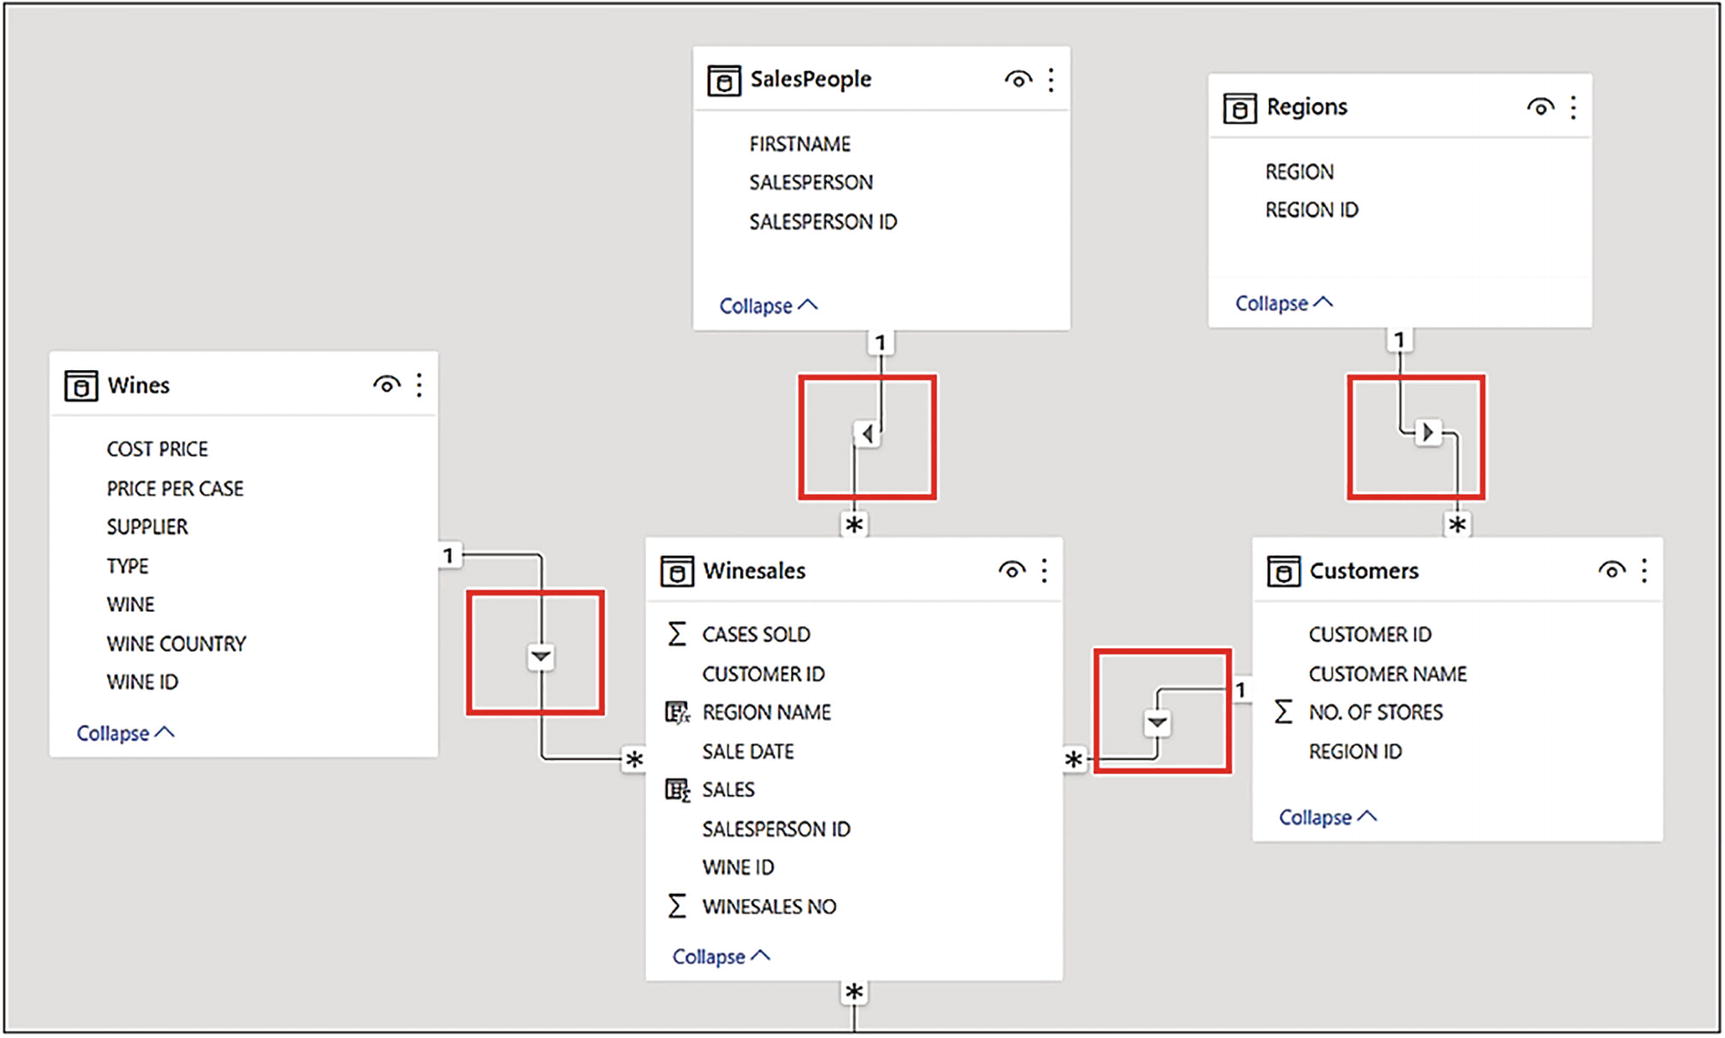 SalesPeople
FIRSTNAME
SALESPERSON
SALESPERSON ID
Collapse
1
*
Regions
REGION
REGION ID
Collapse
1
*
Wines
COST PRICE
PRICE PER CASE
SUPPLIER
TYPE
WINE
WINE COUNTRY
WINE ID
Collapse
1
*
Winesales
Σ CASES SOLD
CUSTOMER ID
REGION NAME
SALE DATE
SALES
SALESPERSON ID
WINE ID
Σ WINESALES NO
Collapse
*
*
1
Customers
CUSTOMER ID
CUSTOMER NAME
Σ NO. OF STORES
REGION ID
Collapse